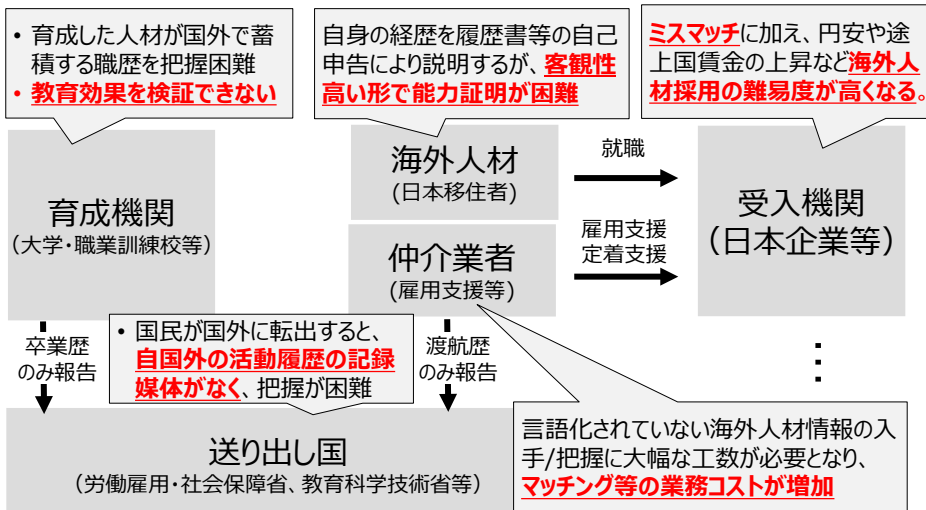 • 育成した人材が国外で蓄
積する職歴を把握困難
• 教育効果を検証できない
自身の経歴を履歴書等の自己
申告により説明するが、客観性
高い形で能力証明が困難
ミスマッチに加え、円安や途
上国賃金の上昇など海外人
材採用の難易度が高くなる。
育成機関
（大学・職業訓練校等）
海外人材
(日本移住者)
就職
受入機関
（日本企業等）
仲介業者
(雇用支援等)
雇用支援
定着支援
卒業歴
のみ報告
• 国民が国外に転出すると、
自国外の活動履歴の記録
媒体がなく、把握が困難
渡航歴
のみ報告
送り出し国
（労働雇用・社会保障省、教育科学技術省等）
言語化されていない海外人材情報の入
手/把握に大幅な工数が必要となり、
マッチング等の業務コストが増加